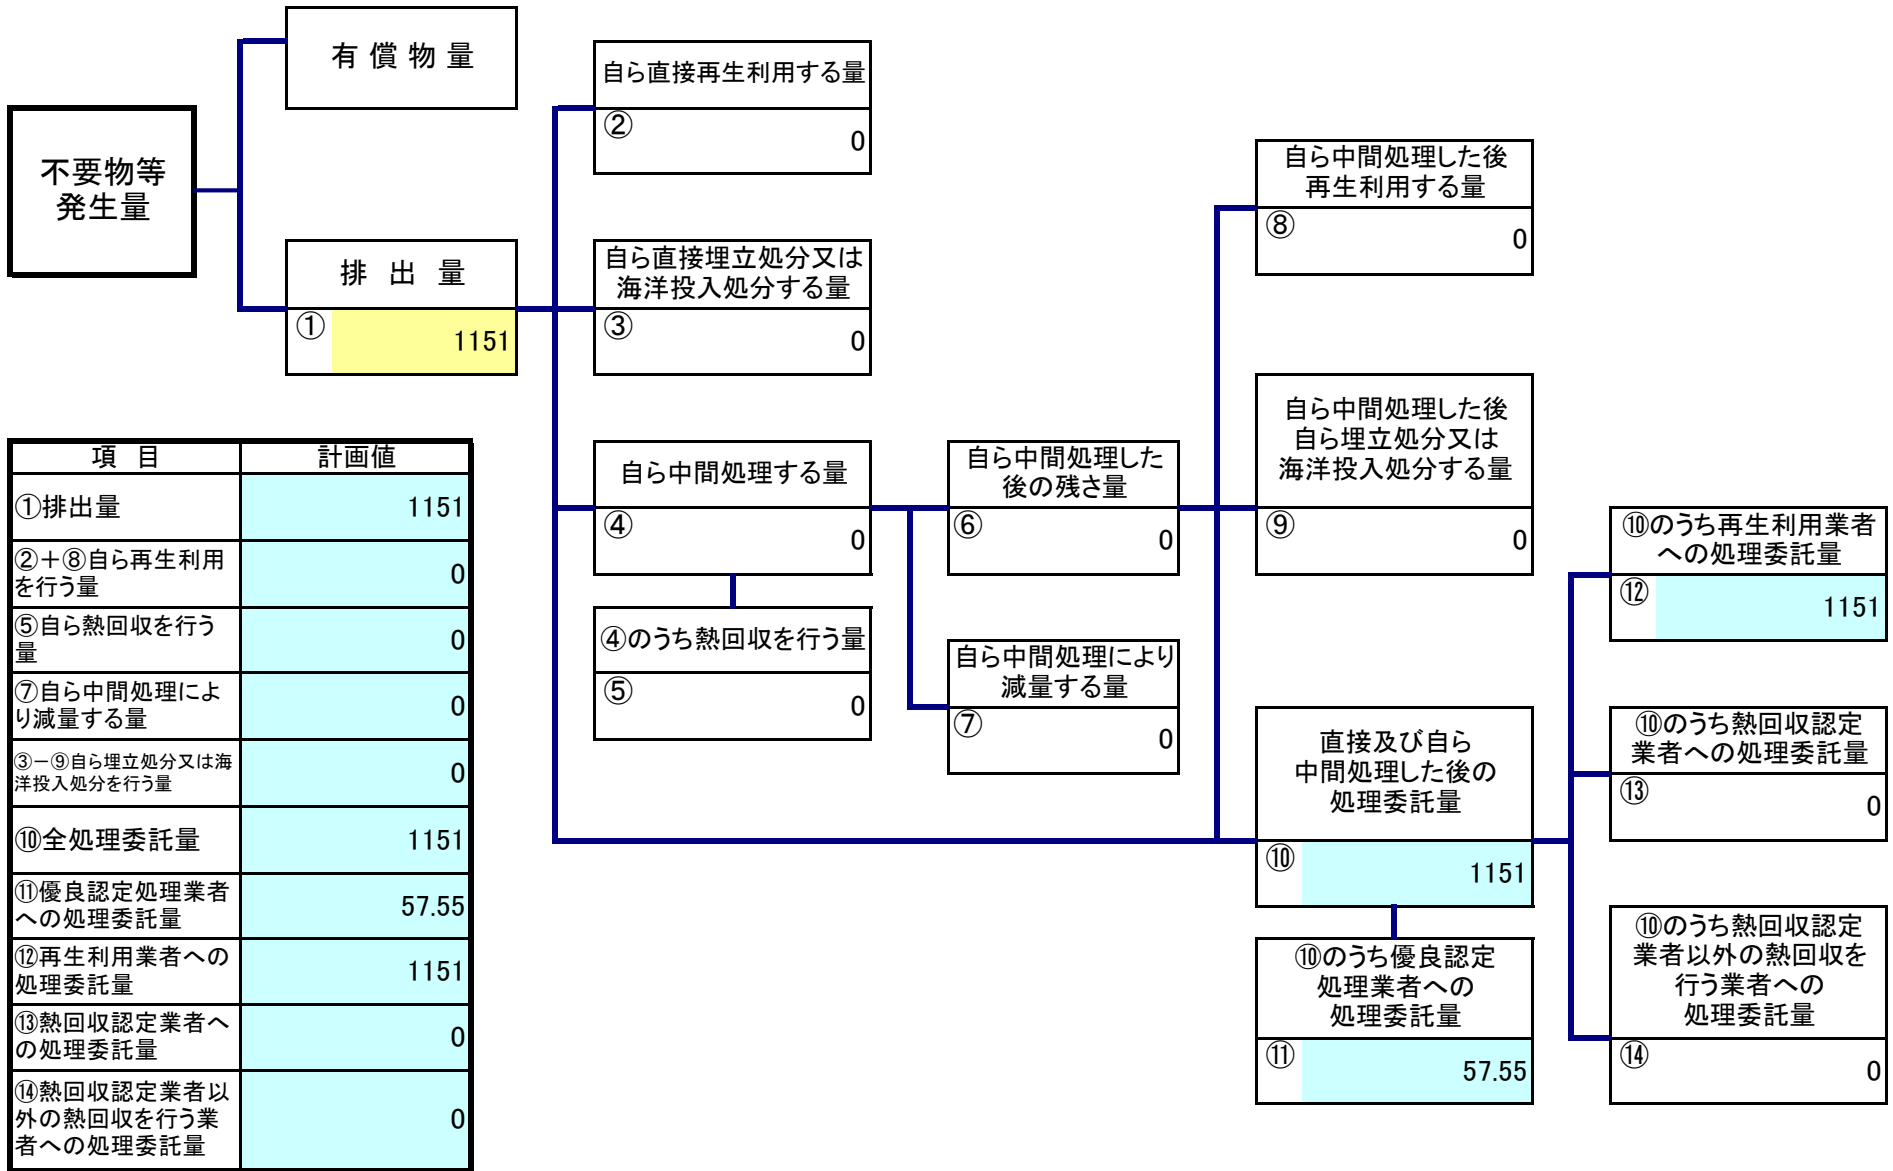 有償物量
不要物等
発生量
排出量
①
1151
自ら直接再生利用する量
②
0
自ら直接埋立処分又は
海洋投入処分する量
③
0
自ら中間処理する量
④
0
④のうち熱回収を行う量
⑤
0
自ら中間処理した
後の残さ量
⑥
0
自ら中間処理により
減量する量
⑦
0
自ら中間処理した後
再生利用する量
⑧
0
自ら中間処理した後
自ら埋立処分又は
海洋投入処分する量
⑨
0
直接及び自ら
中間処理した後の
処理委託量
⑩
1151
⑩のうち優良認定
処理業者への
処理委託量
⑪
57.55
⑩のうち再生利用業者
への処理委託量
⑫
1151
⑩のうち熱回収認定
業者への処理委託量
⑬
0
⑩のうち熱回収認定
業者以外の熱回収を
行う業者への
処理委託量
⑭
0
項目 計画値
①排出量 1151
②＋⑧自ら再生利用
を行う量 0
⑤自ら熱回収を行う
量 0
⑦自ら中間処理によ
り減量する量 0
③－⑨自ら埋立処分又は海
洋投入処分を行う量 0
⑩全処理委託量 1151
⑪優良認定処理業者
への処理委託量 57.55
⑫再生利用業者への
処理委託量 1151
⑬熱回収認定業者へ
の処理委託量 0
⑭熱回収認定業者以
外の熱回収を行う業
者への処理委託量 0